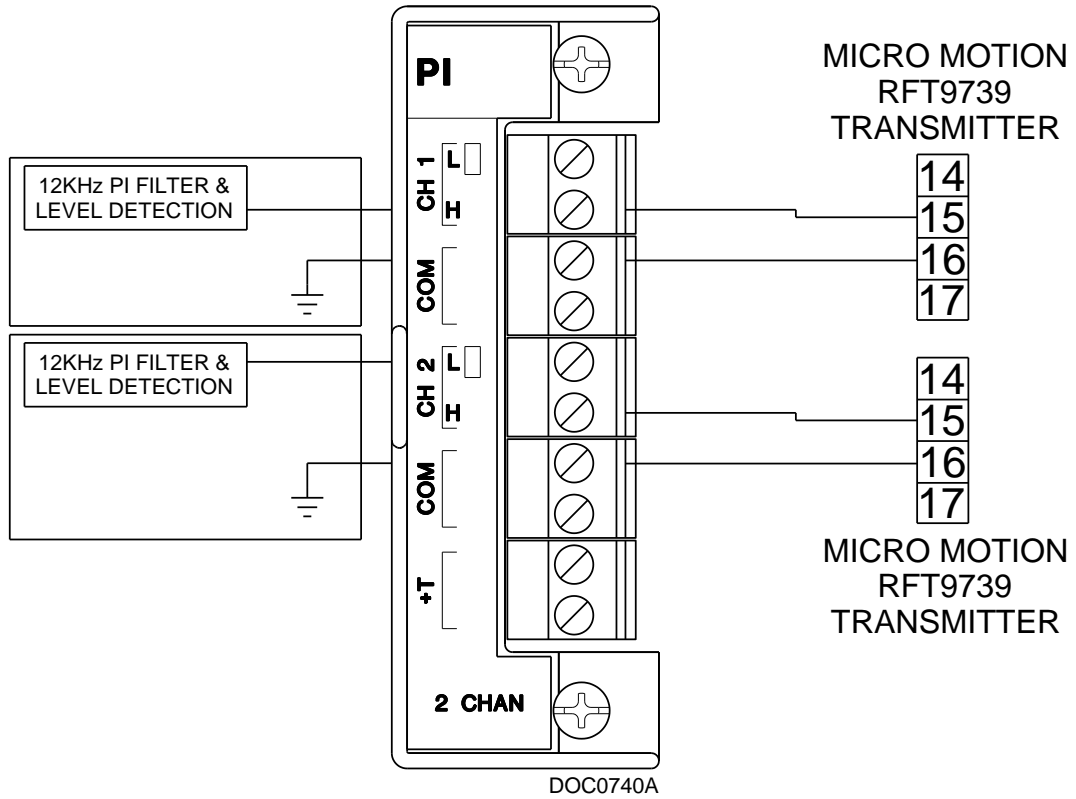 PI
MICRO MOTION
RFT9739
TRANSMITTER
14
15
16
17
12KHz PI FILTER &
LEVEL DETECTION
CH 1
L
H
COM
12KHz PI FILTER &
LEVEL DETECTION
CH 2
L
H
COM
+T
14
15
16
17
MICRO MOTION
RFT9739
TRANSMITTER
2 CHAN
DOC0740A